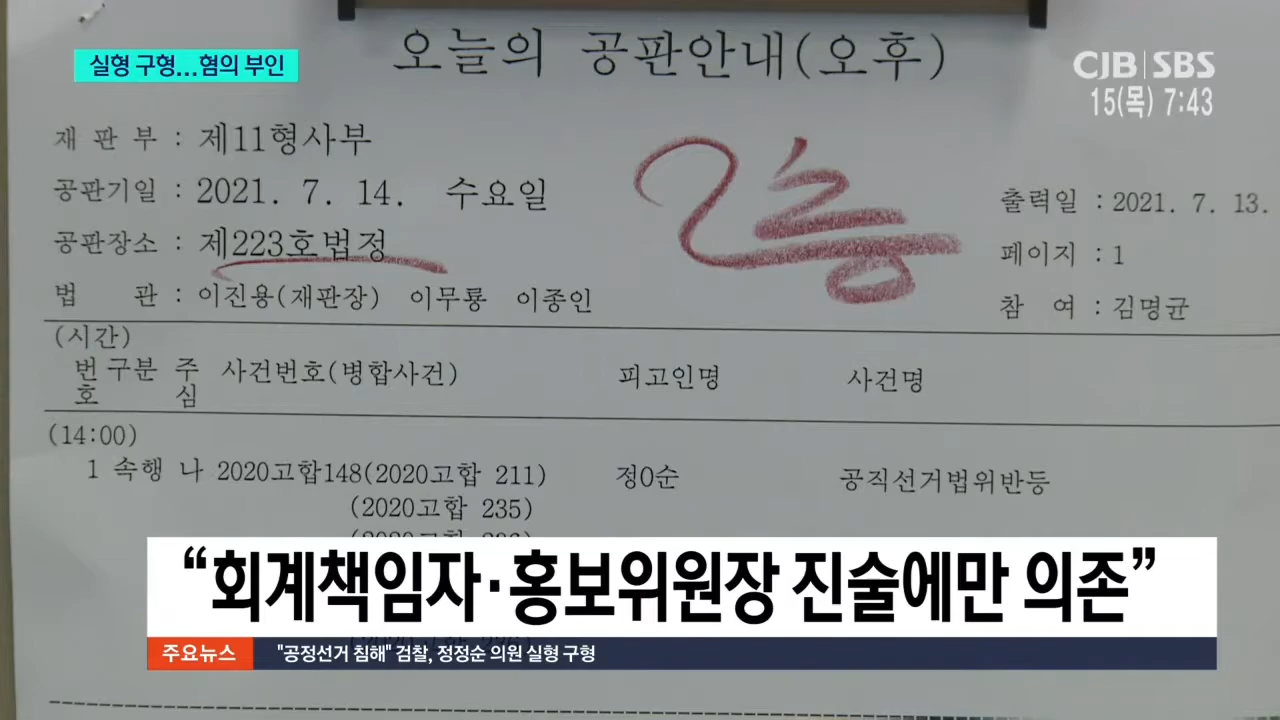 실형 구형...혐의 부인
CJB SBS
15(목) 7:43
오늘의 공판안내(오후)
재 판 부 : 제11형사부
공판기일 : 2021. 7. 14. 수요일
공판장소 : 제223호법정
법 관 : 이진용(재판장) 이무룡 이종인
2층
출력일 : 2021. 7. 13.
페이지 : 1
참 여 : 김명균
(시간)
번호 구분 주심 사건번호(병합사건) 피고인명 사건명
(14:00)
1 속행 나 2020고합148(2020고합 211) 정0순 공직선거법위반등
(2020고합 235)
“회계책임자·홍보위원장 진술에만 의존”
주요뉴스 "공정선거 침해" 검찰, 정정순 의원 실형 구형